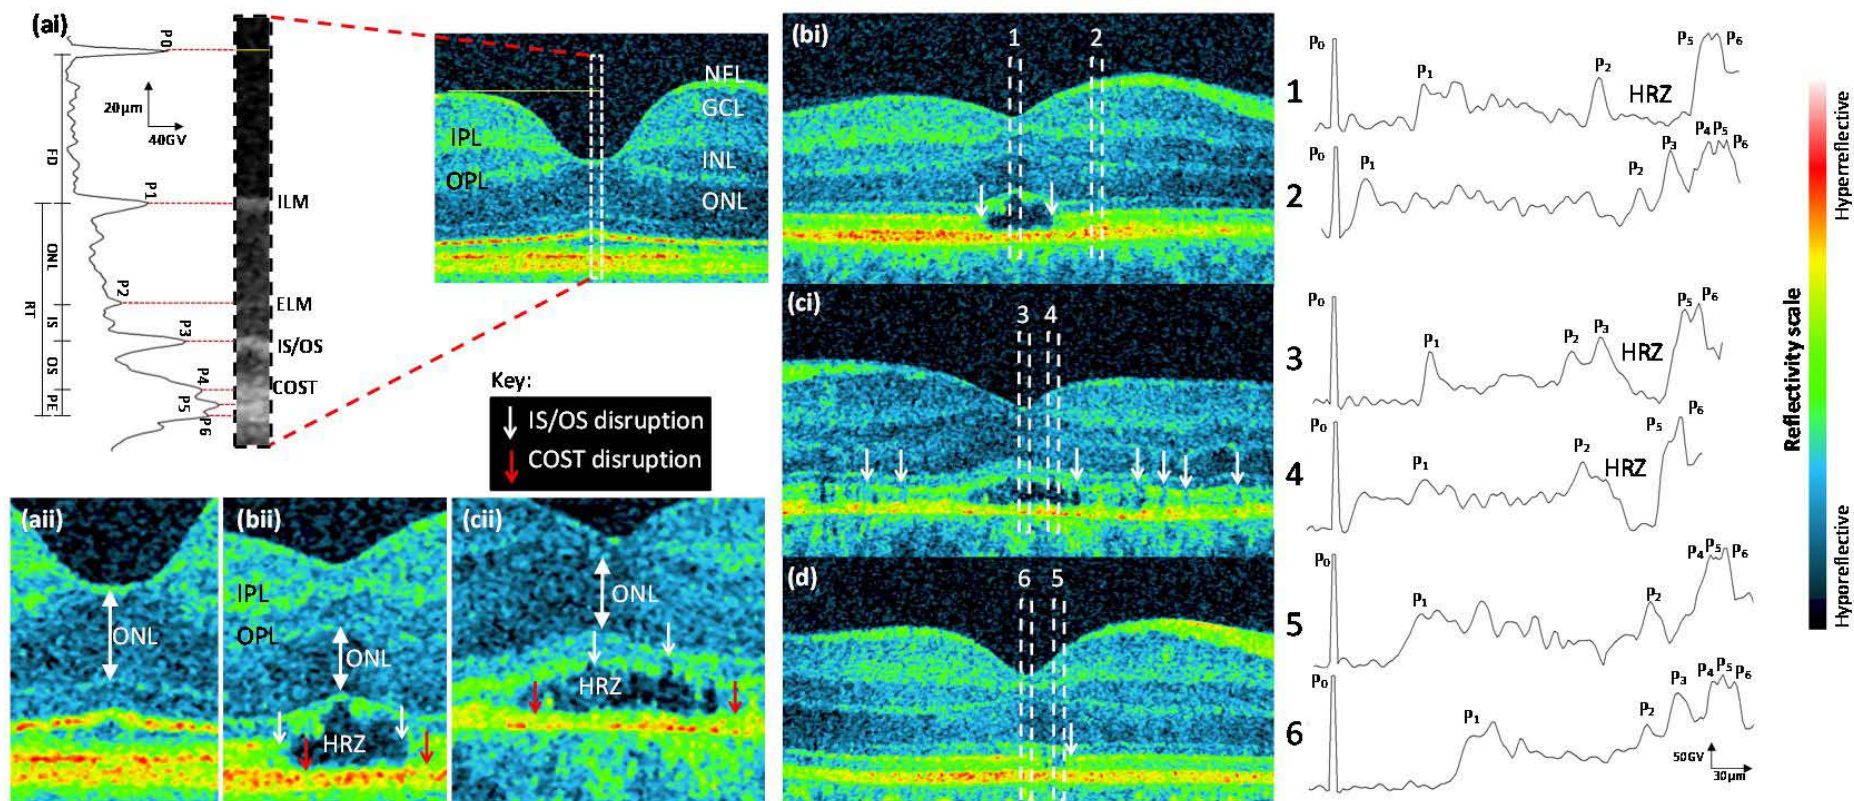 (ai)
P0
20µm
40GV
FD
P1
ILM
ONL
RT
P2
ELM
IS
P3
IS/OS
OS
P4
COST
PE
P5
P6
NFL
GCL
IPL
INL
OPL
ONL
Key:
IS/OS disruption
COST disruption
(aii)
ONL
(bii)
IPL
OPL
ONL
HRZ
(cii)
ONL
HRZ
(bi)
1 2
(ci)
3 4
(d)
6 5
1
P0 P1 P2 HRZ P5 P6
2
P0 P1 P2 P3 P4 P5 P6
3
P0 P1 P2 P3 HRZ P5 P6
4
P0 P1 P2 HRZ P5 P6
5
P0 P1 P2 P4 P5 P6
6
P0 P1 P2 P3 P4 P5 P6
50GV
30µm
Reflectivity scale
Hyperreflective
Hyporeflective